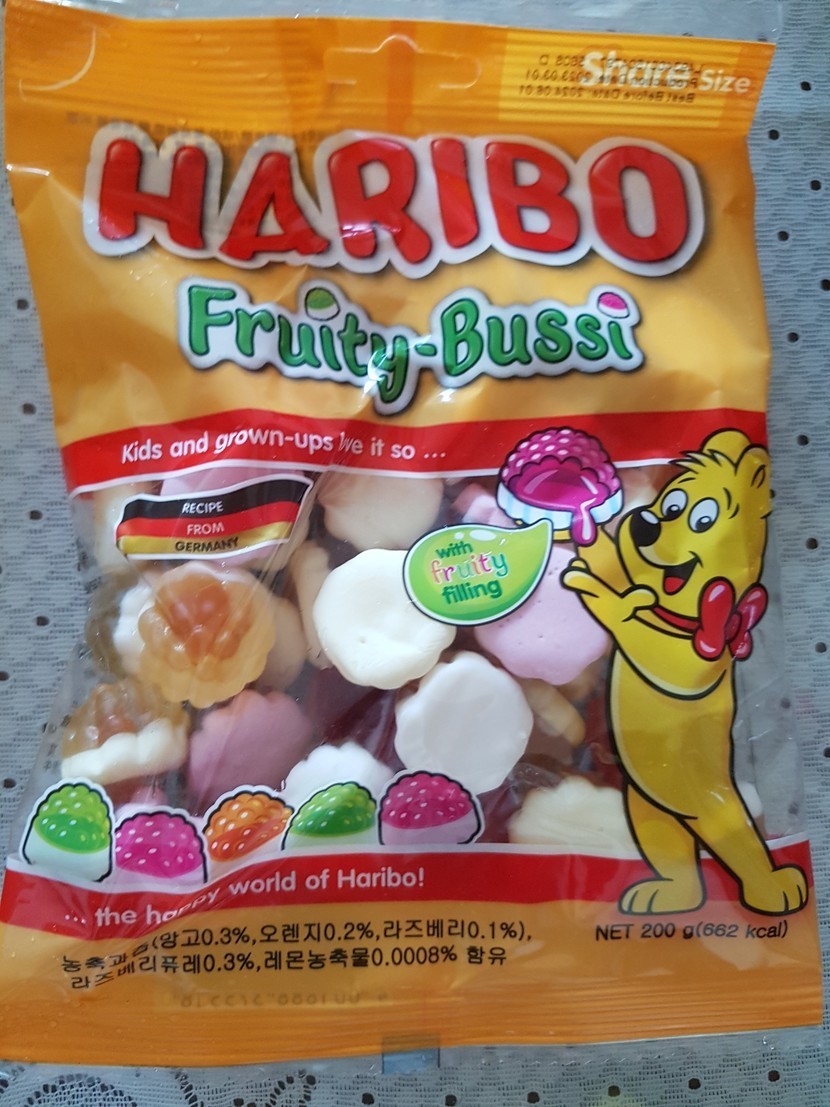 Share Size
HARIBO
Fruity-Bussi
Kids and grown-ups love it so ...
RECIPE
FROM
GERMANY
with
fruity
filling
... the happy world of Haribo!
농축과즙(망고0.3%,오렌지0.2%,라즈베리0.1%),
라즈베리퓨레0.3%,레몬농축물0.0008% 함유
NET 200 g(662 kcal)